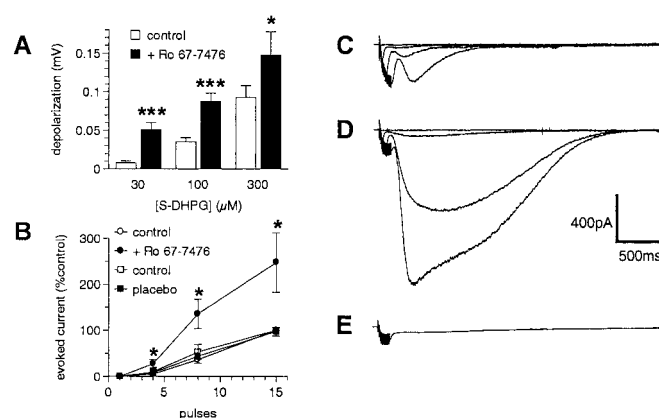 A
control
+ Ro 67-7476
depolarization (mV)
0.15
0.1
0.05
0
***
***
*
30
100
300
[S-DHPG] (µM)
B
control
+ Ro 67-7476
control
placebo
evoked current (%control)
300
200
100
0
*
*
*
0
5
10
15
pulses
C
D
400pA
500ms
E